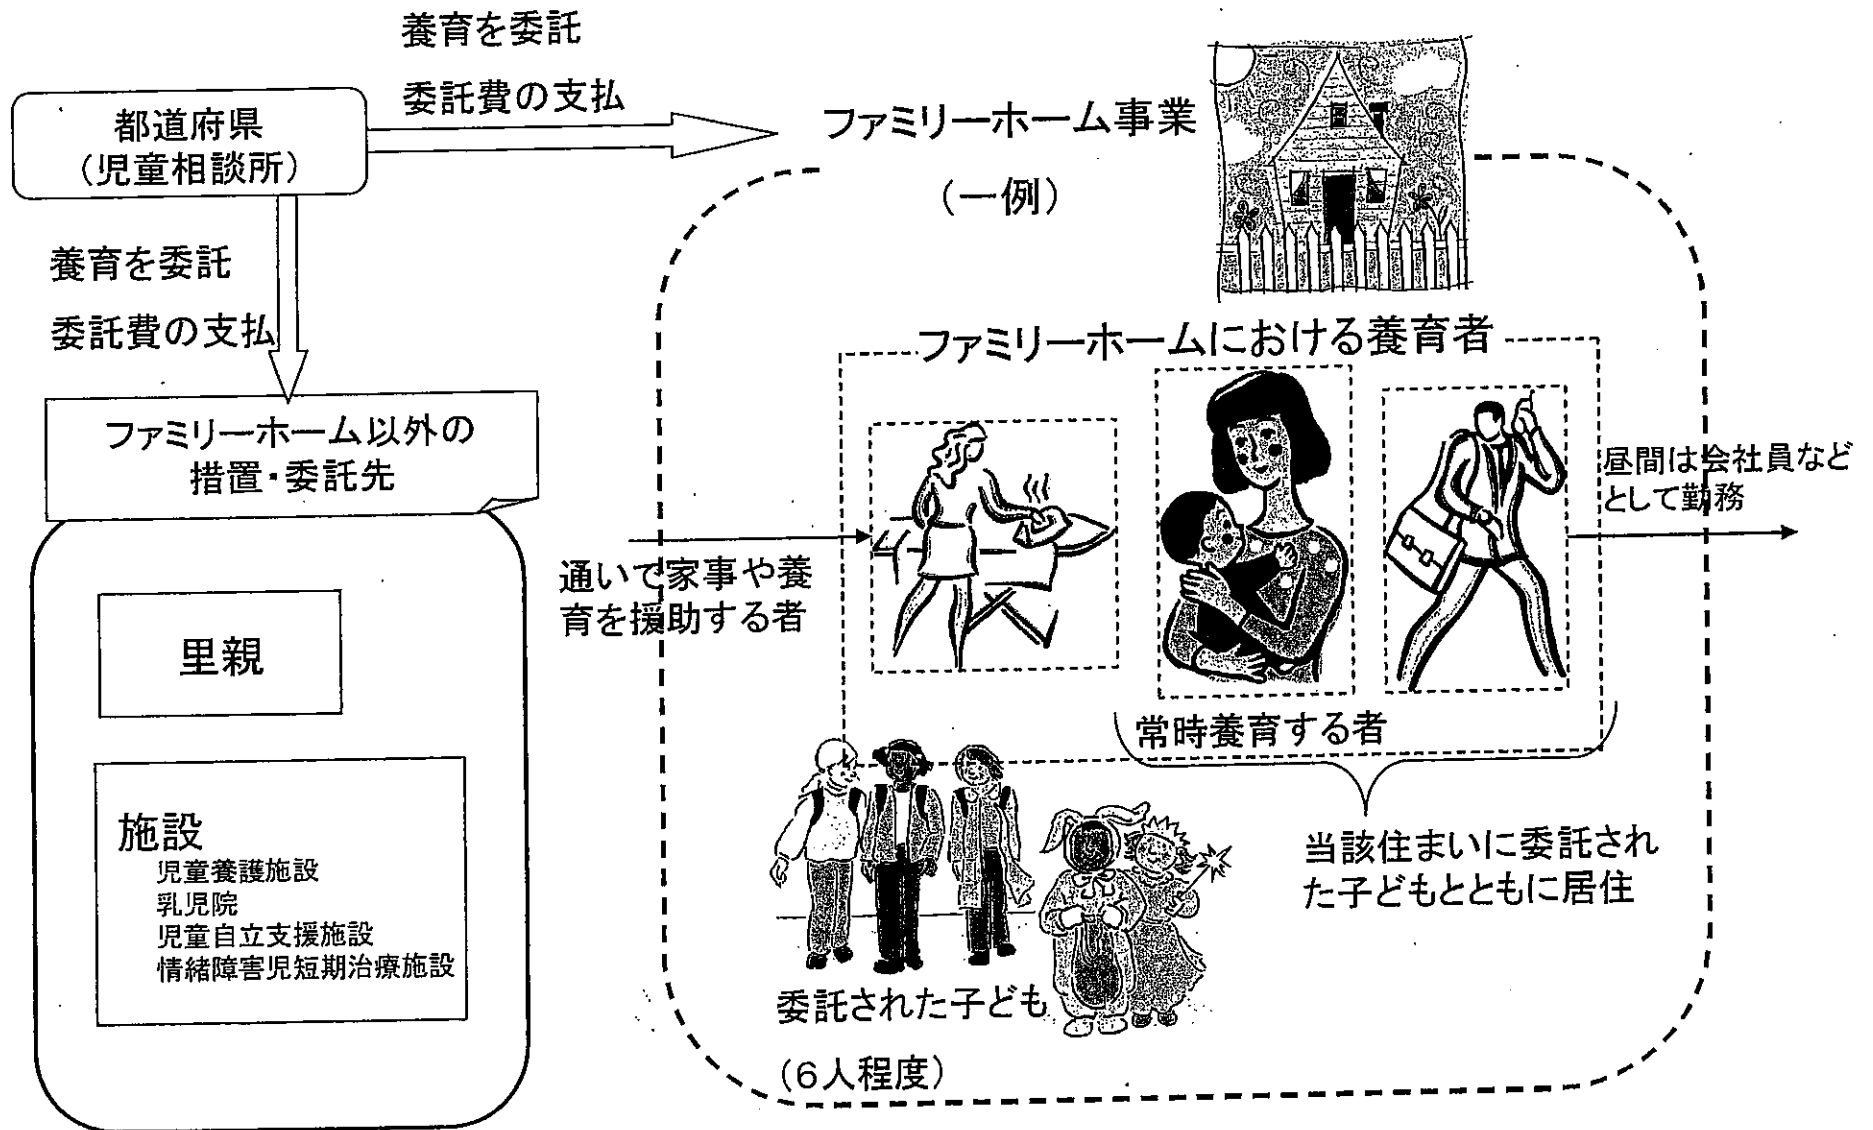 養育を委託
委託費の支払
都道府県
(児童相談所)
ファミリーホーム事業
(一例)
養育を委託
委託費の支払
ファミリーホーム以外の
措置・委託先
里親
施設
児童養護施設
乳児院
児童自立支援施設
情緒障害児短期治療施設
ファミリーホームにおける養育者
通いで家事や養
育を援助する者
昼間は会社員など
として勤務
常時養育する者
当該住まいに委託され
た子どもとともに居住
委託された子ども
(6人程度)